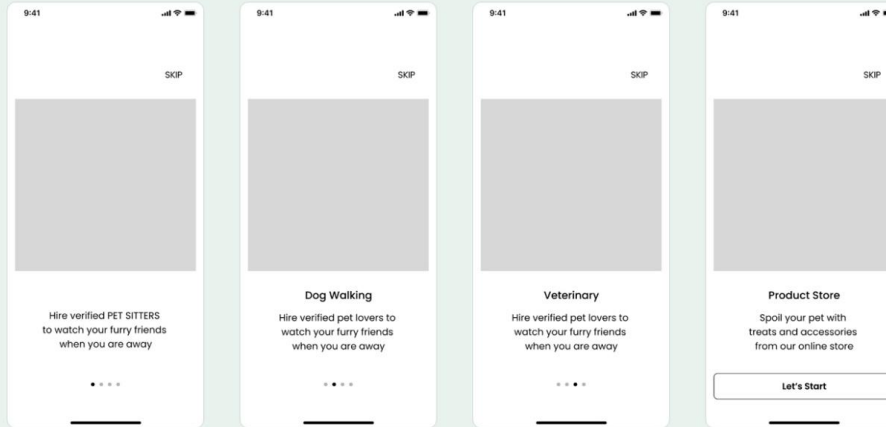 9:41
SKIP
Hire verified PET SITTERS
to watch your furry friends
when you are away
9:41
SKIP
Dog Walking
Hire verified pet lovers to
watch your furry friends
when you are away
9:41
SKIP
Veterinary
Hire verified pet lovers to
watch your furry friends
when you are away
9:41
SKIP
Product Store
Spoil your pet with
treats and accessories
from our online store
Let's Start